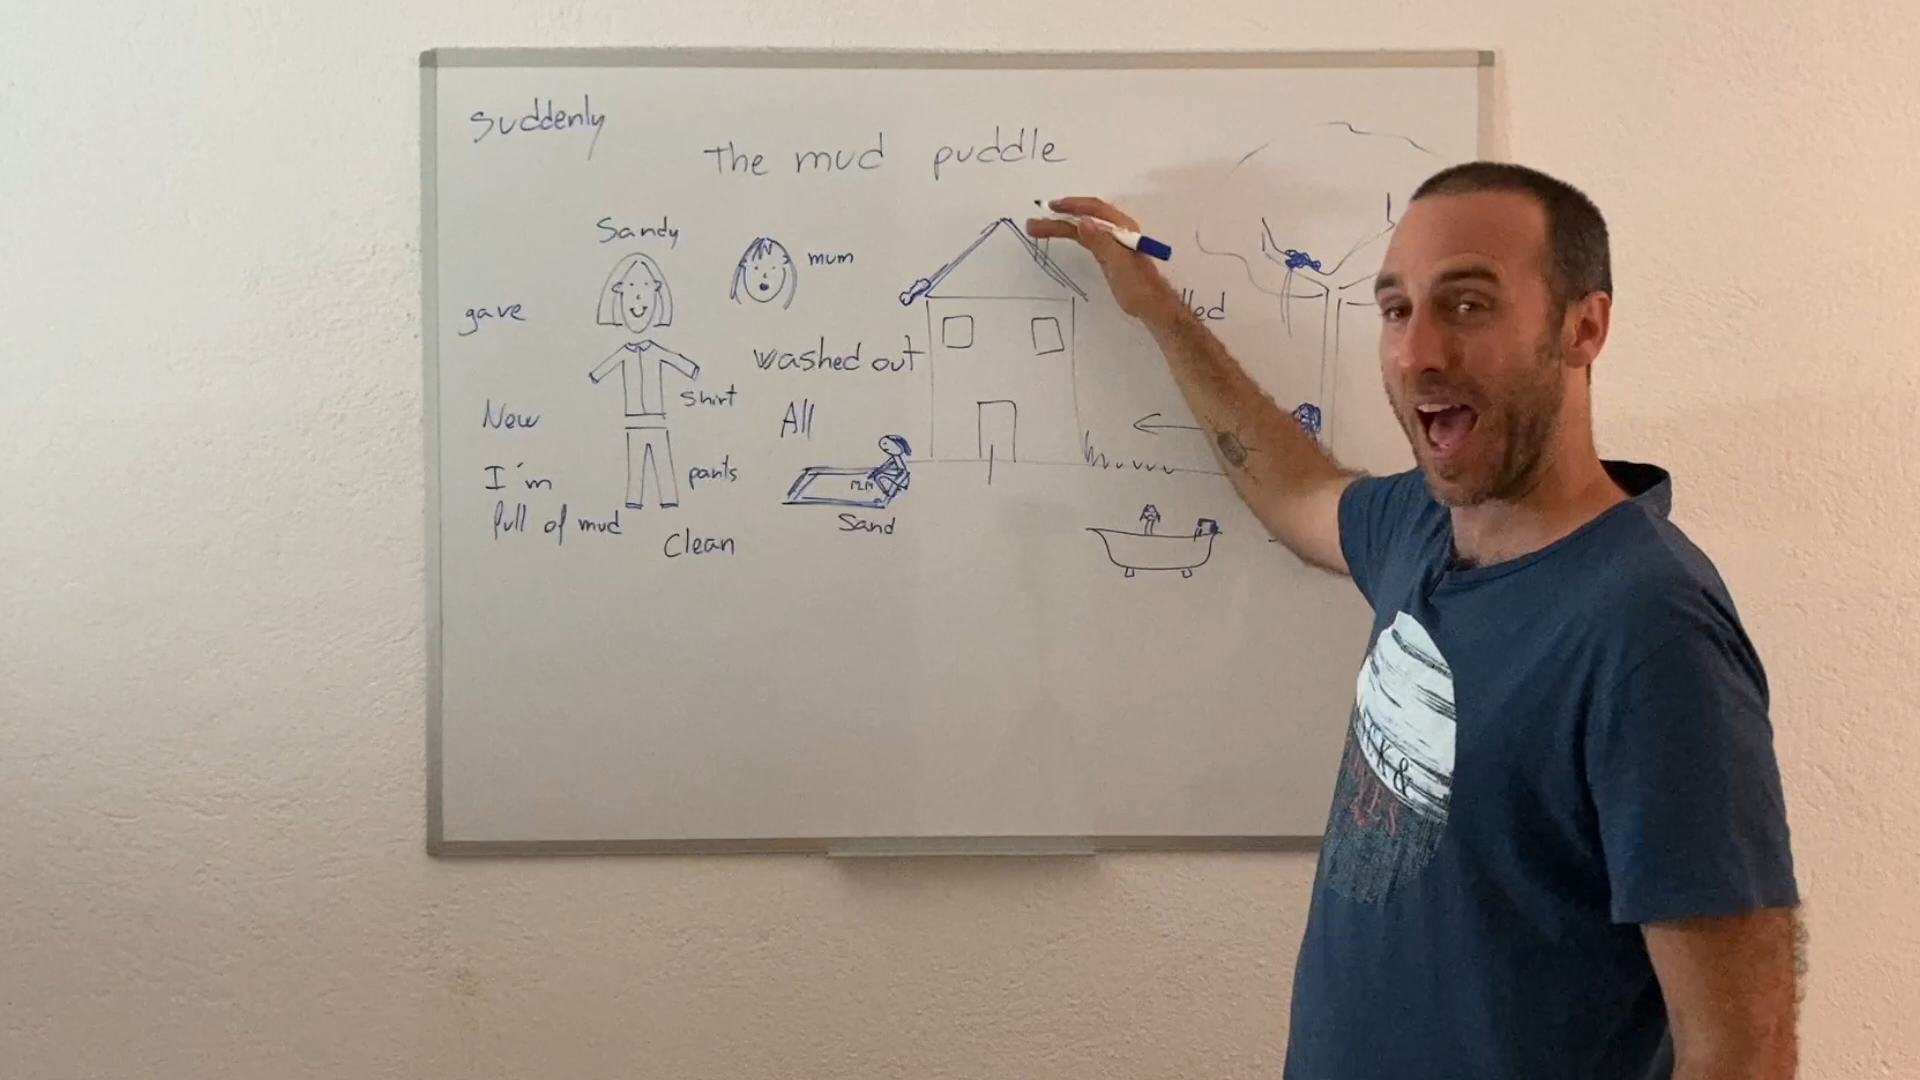 Suddenly
The mud puddle
Sandy
mum
gave
washed out
shirt
New
All
I'm
full of mud
pants
Sand
Clean
&